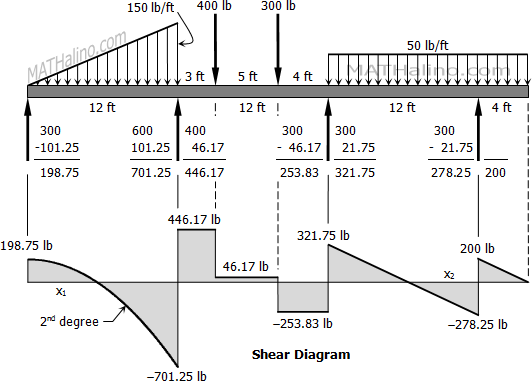 150 lb/ft 400 lb 300 lb
50 lb/ft
MATHalino.com MATHalino.com
3 ft 5 ft 4 ft
12 ft 12 ft 12 ft 4 ft
300 600 400 300 300 300
-101.25 101.25 46.17 - 46.17 21.75 - 21.75
198.75 701.25 446.17 253.83 321.75 278.25 200
446.17 lb
198.75 lb 321.75 lb 200 lb
46.17 lb
x1 x2
2nd degree −253.83 lb −278.25 lb
Shear Diagram
−701.25 lb